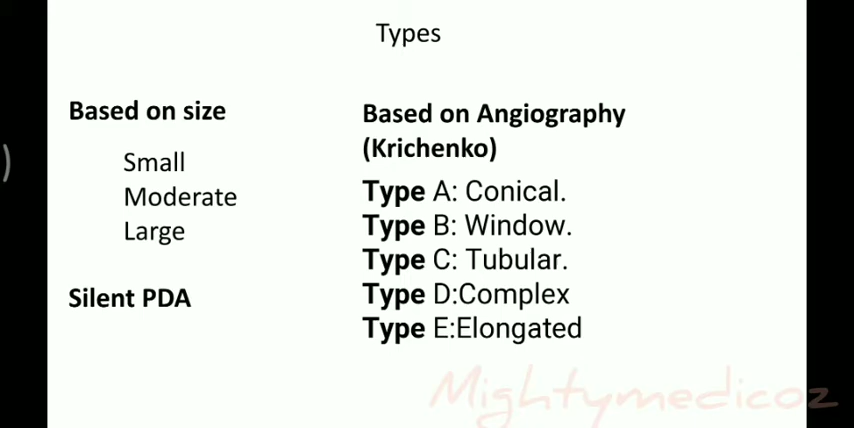 Types
Based on size
Small
Moderate
Large
Silent PDA
Based on Angiography
(Krichenko)
Type A: Conical.
Type B: Window.
Type C: Tubular.
Type D:Complex
Type E:Elongated
Mightymedicoz